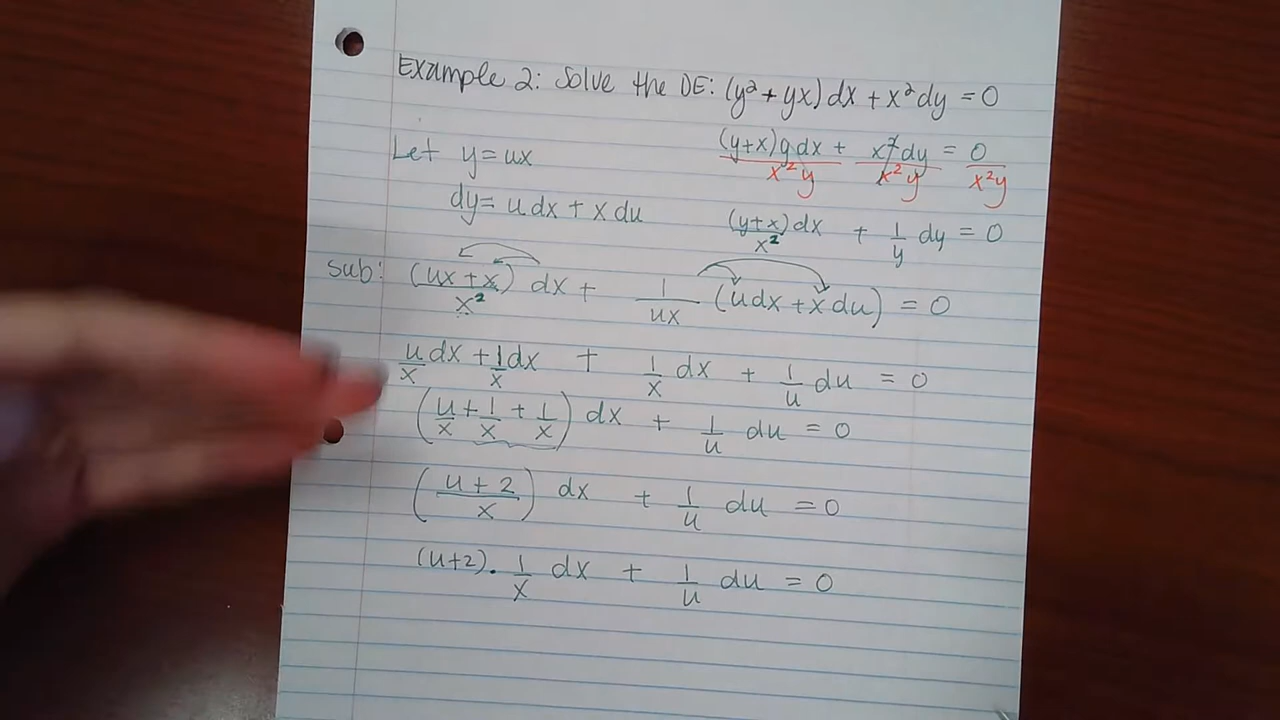 Example 2: Solve the DE: (y² + yx) dx + x² dy = 0
Let y = ux
(y+x)y dx / x²y + x² dy / x²y = 0 / x²y
dy = u dx + x du
(y+x) dx / x² + 1/y dy = 0
Sub: (ux + x) / x² dx + 1/ux (u dx + x du) = 0
u/x dx + 1/x dx + 1/x dx + 1/u du = 0
(u/x + 1/x + 1/x) dx + 1/u du = 0
(u + 2 / x) dx + 1/u du = 0
(u+2) · 1/x dx + 1/u du = 0